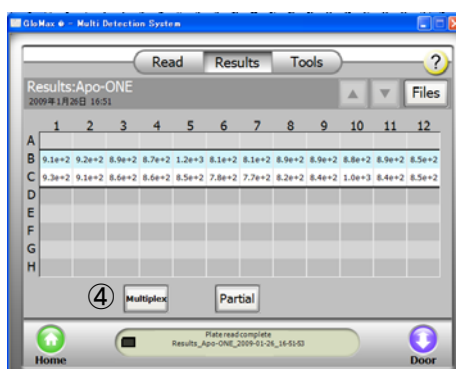 GloMax ® - Multi Detection System
Read Results Tools ?
Results:Apo-ONE
2009年1月26日 16:51
Files
1 2 3 4 5 6 7 8 9 10 11 12
A
B 9.1e+2 9.2e+2 8.9e+2 8.7e+2 1.2e+3 8.1e+2 8.1e+2 8.9e+2 8.9e+2 8.8e+2 8.9e+2 8.5e+2
C 9.3e+2 9.1e+2 8.6e+2 8.6e+2 8.5e+2 7.8e+2 7.7e+2 8.2e+2 8.4e+2 1.0e+3 8.4e+2 8.5e+2
D
E
F
G
H
④ Multiplex Partial
Plate read complete
Results_Apo-ONE_2009-01-26_16-51-53
Home Door